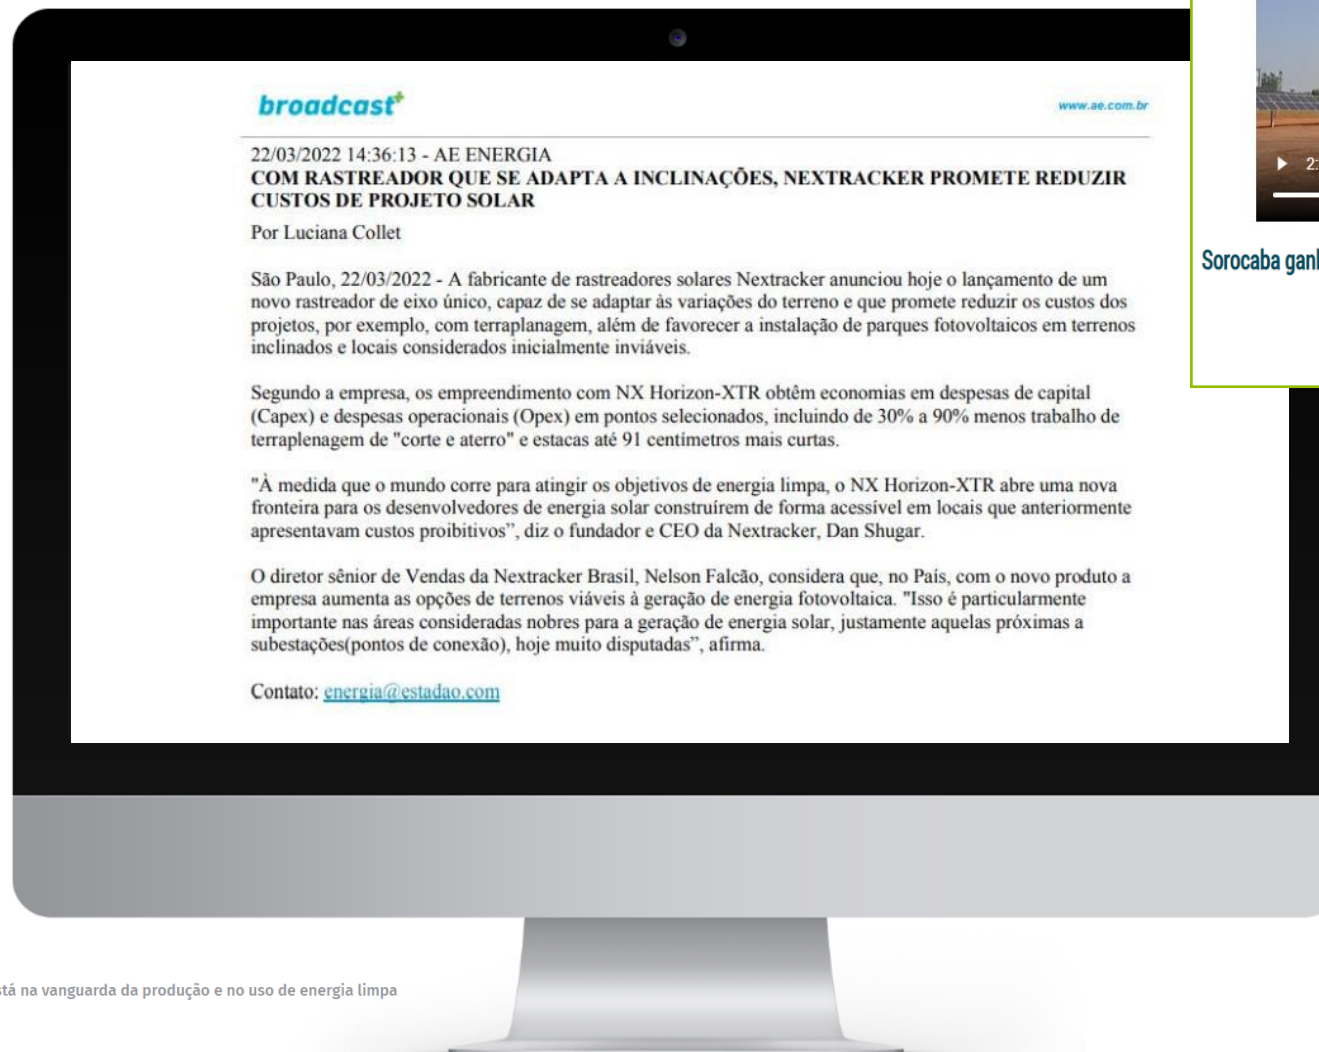 broadcast+
www.ae.com.br
22/03/2022 14:36:13 - AE ENERGIA
COM RASTREADOR QUE SE ADAPTA A INCLINAÇÕES, NEXTRACKER PROMETE REDUZIR
CUSTOS DE PROJETO SOLAR
Por Luciana Collet
São Paulo, 22/03/2022 - A fabricante de rastreadores solares Nextracker anunciou hoje o lançamento de um
novo rastreador de eixo único, capaz de se adaptar às variações do terreno e que promete reduzir os custos dos
projetos, por exemplo, com terraplanagem, além de favorecer a instalação de parques fotovoltaicos em terrenos
inclinados e locais considerados inicialmente inviáveis.
Segundo a empresa, os empreendimento com NX Horizon-XTR obtêm economias em despesas de capital
(Capex) e despesas operacionais (Opex) em pontos selecionados, incluindo de 30% a 90% menos trabalho de
terraplenagem de "corte e aterro" e estacas até 91 centímetros mais curtas.
"À medida que o mundo corre para atingir os objetivos de energia limpa, o NX Horizon-XTR abre uma nova
fronteira para os desenvolvedores de energia solar construírem de forma acessível em locais que anteriormente
apresentavam custos proibitivos”, diz o fundador e CEO da Nextracker, Dan Shugar.
O diretor sênior de Vendas da Nextracker Brasil, Nelson Falcão, considera que, no País, com o novo produto a
empresa aumenta as opções de terrenos viáveis à geração de energia fotovoltaica. "Isso é particularmente
importante nas áreas consideradas nobres para a geração de energia solar, justamente aquelas próximas a
subestações(pontos de conexão), hoje muito disputadas”, afirma.
Contato: energia@estadao.com
Sorocaba
na vanguarda da produção e no uso de energia limpa